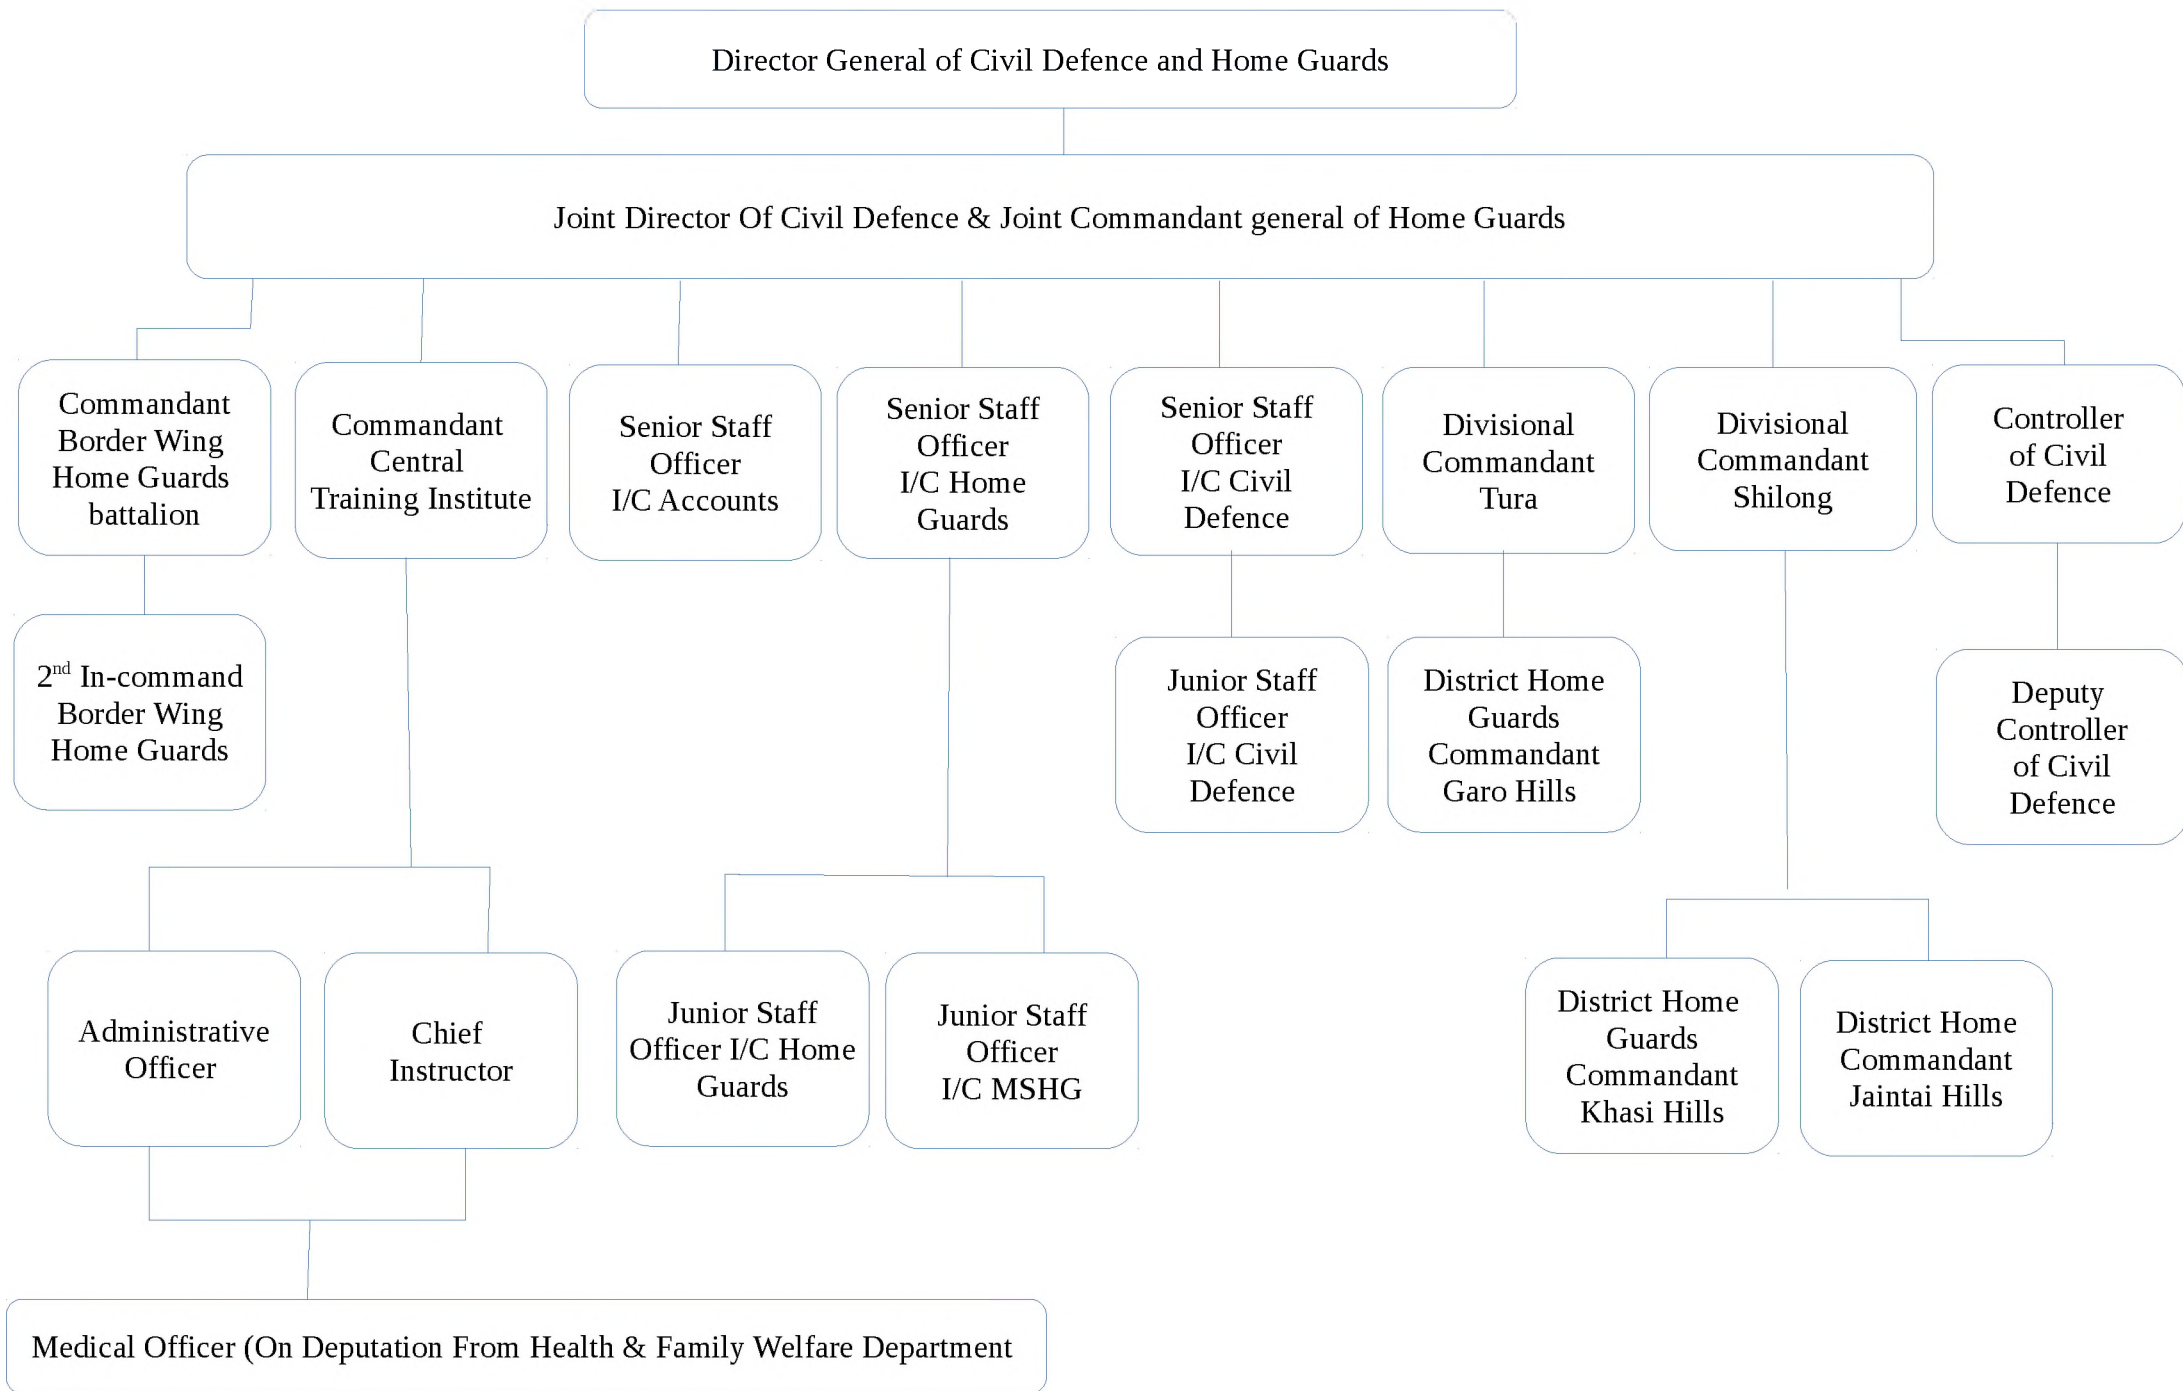 Director General of Civil Defence and Home Guards
Joint Director Of Civil Defence & Joint Commandant general of Home Guards
Commandant
Border Wing
Home Guards
battalion
Commandant
Central
Training Institute
Senior Staff
Officer
I/C Accounts
Senior Staff
Officer
I/C Home
Guards
Senior Staff
Officer
I/C Civil
Defence
Divisional
Commandant
Tura
Divisional
Commandant
Shilong
Controller
of Civil
Defence
2nd In-command
Border Wing
Home Guards
Junior Staff
Officer
I/C Civil
Defence
District Home
Guards
Commandant
Garo Hills
Deputy
Controller
of Civil
Defence
Administrative
Officer
Chief
Instructor
Junior Staff
Officer I/C Home
Guards
Junior Staff
Officer
I/C MSHG
District Home
Guards
Commandant
Khasi Hills
District Home
Commandant
Jaintai Hills
Medical Officer (On Deputation From Health & Family Welfare Department